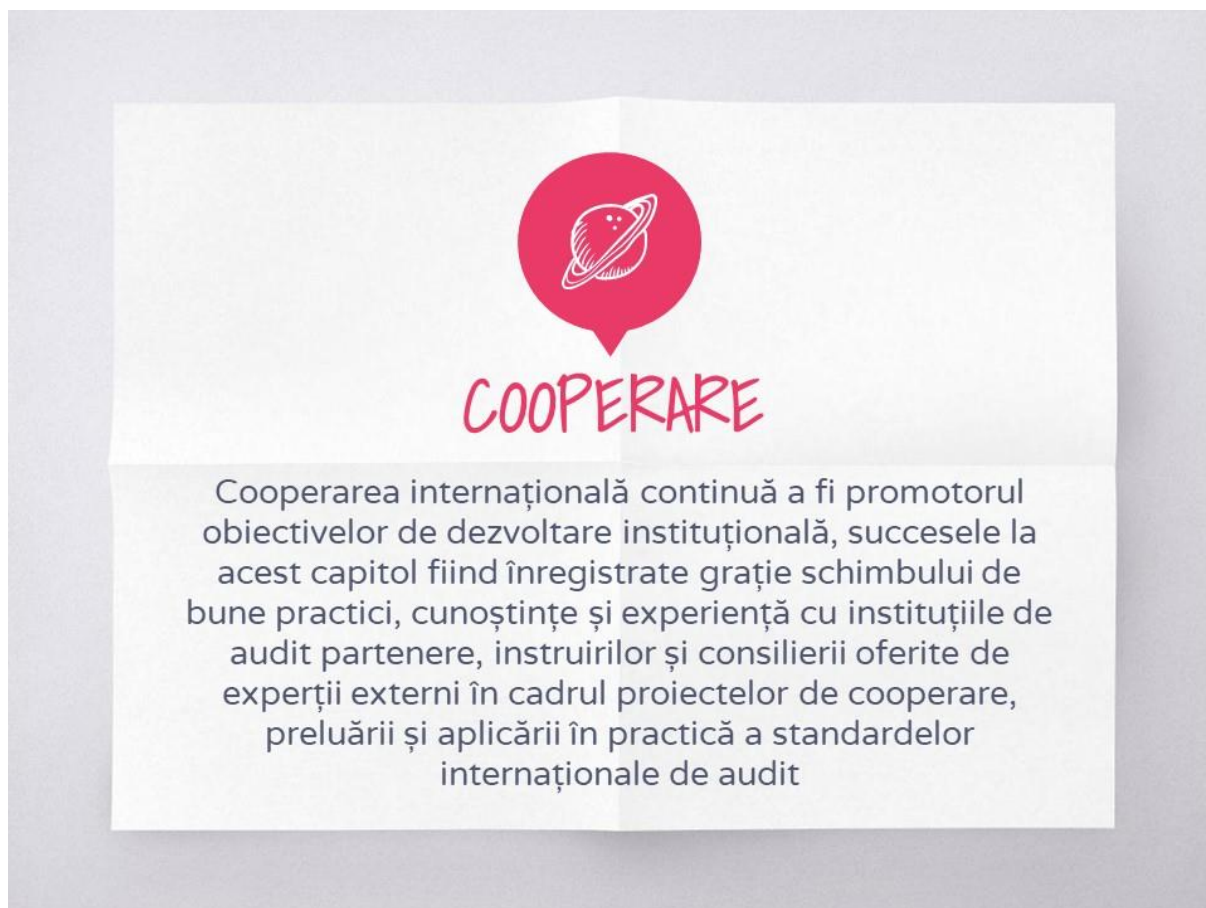 COOPERARE
Cooperarea internațională continuă a fi promotorul
obiectivelor de dezvoltare instituțională, succesele la
acest capitol fiind înregistrate grație schimbului de
bune practici, cunoștințe și experiență cu instituțiile de
audit partenere, instruirilor și consilierii oferite de
experții externi în cadrul proiectelor de cooperare,
preluării și aplicării în practică a standardelor
internaționale de audit